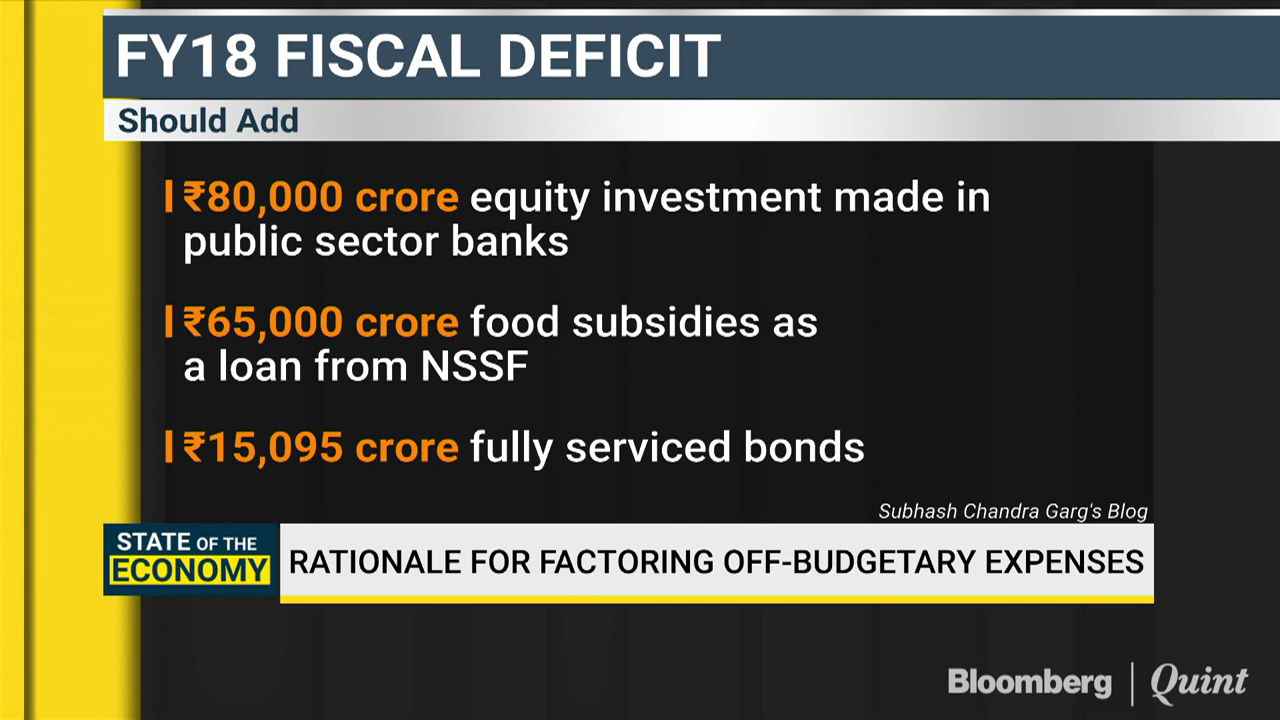 FY18 FISCAL DEFICIT
Should Add
₹80,000 crore equity investment made in
public sector banks
₹65,000 crore food subsidies as
a loan from NSSF
₹15,095 crore fully serviced bonds
Subhash Chandra Garg's Blog
STATE OF THE
ECONOMY
RATIONALE FOR FACTORING OFF-BUDGETARY EXPENSES
Bloomberg | Quint